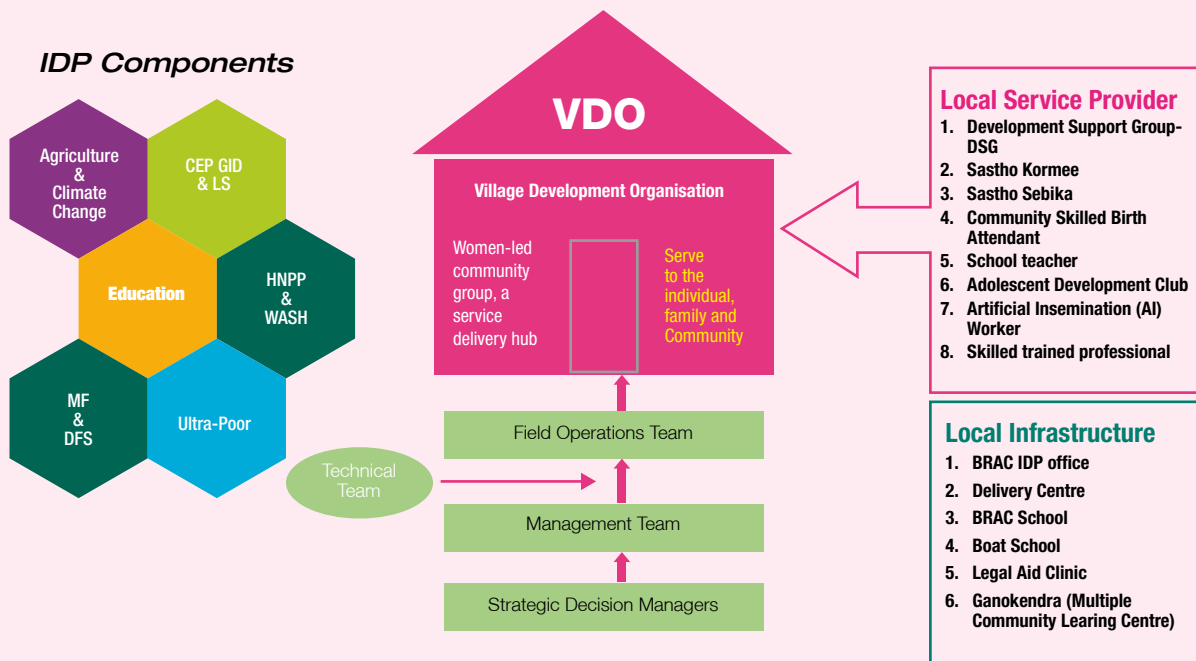 IDP Components
Agriculture
&
Climate
Change
CEP GID
& LS
Education
HNPP
&
WASH
MF
&
DFS
Ultra-Poor
VDO
Village Development Organisation
Women-led
community
group, a
service
delivery hub
Serve
to the
individual,
family and
Community
Field Operations Team
Technical
Team
Management Team
Strategic Decision Managers
Local Service Provider
1. Development Support Group-
DSG
2. Sastho Kormee
3. Sastho Sebika
4. Community Skilled Birth
Attendant
5. School teacher
6. Adolescent Development Club
7. Artificial Insemination (AI)
Worker
8. Skilled trained professional
Local Infrastructure
1. BRAC IDP office
2. Delivery Centre
3. BRAC School
4. Boat School
5. Legal Aid Clinic
6. Ganokendra (Multiple
Community Learing Centre)